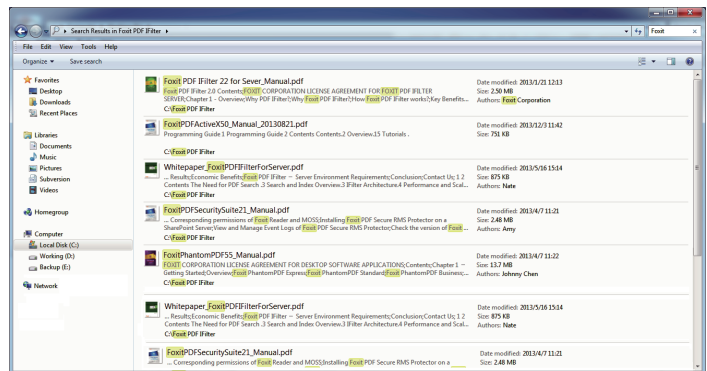 Search Results in Foxit PDF IFilter
Foxit
File Edit View Tools Help
Organize Save search
Favorites
Desktop
Downloads
Recent Places
Libraries
Documents
Music
Pictures
Subversion
Videos
Homegroup
Computer
Local Disk (C:)
Working (D:)
Backup (E:)
Network
Foxit PDF IFilter 22 for Sever_Manual.pdf
Foxit PDF IFilter 2.0 Contents;FOXIT CORPORATION LICENSE AGREEMENT FOR FOXIT PDF IFILTER
SERVER;Chapter 1 - Overview;Why PDF IFilter?;Why Foxit PDF IFilter?;How Foxit PDF IFilter works?;Key Benefits...
C:\Foxit PDF IFilter
Date modified: 2013/1/21 12:13
Size: 2.50 MB
Authors: Foxit Corporation
FoxitPDFActiveX50_Manual_20130821.pdf
Programming Guide 1 Programming Guide 2 Contents Contents.2 Overview.15 Tutorials .
C:\Foxit PDF IFilter
Date modified: 2013/12/3 11:42
Size: 751 KB
Whitepaper_FoxitPDFIFilterForServer.pdf
... Results;Economic Benefits;Foxit PDF IFilter – Server Environment Requirements;Conclusion;Contact Us; 1 2
Contents The Need for PDF Search .3 Search and Index Overview.3 IFilter Architecture.4 Performance and Scal...
C:\Foxit PDF IFilter
Date modified: 2013/5/16 15:14
Size: 875 KB
Authors: Nate
FoxitPDFSecuritySuite21_Manual.pdf
... Corresponding permissions of Foxit Reader and MOSS;Installing Foxit PDF Secure RMS Protector on a
SharePoint Server;View and Manage Event Logs of Foxit PDF Secure RMS Protector;Check the version of Foxit ...
C:\Foxit PDF IFilter
Date modified: 2013/4/7 11:21
Size: 2.48 MB
Authors: Amy
FoxitPhantomPDF55_Manual.pdf
FOXIT CORPORATION LICENSE AGREEMENT FOR DESKTOP SOFTWARE APPLICATIONS;Contents;Chapter 1 –
Getting Started;Overview;Foxit PhantomPDF Express;Foxit PhantomPDF Standard;Foxit PhantomPDF Business;...
C:\Foxit PDF IFilter
Date modified: 2013/4/7 11:22
Size: 13.7 MB
Authors: Johnny Chen
Whitepaper_FoxitPDFIFilterForServer.pdf
... Results;Economic Benefits;Foxit PDF IFilter – Server Environment Requirements;Conclusion;Contact Us; 1 2
Contents The Need for PDF Search .3 Search and Index Overview.3 IFilter Architecture.4 Performance and Scal...
C:\Foxit PDF IFilter
Date modified: 2013/5/16 15:14
Size: 875 KB
Authors: Nate
FoxitPDFSecuritySuite21_Manual.pdf
... Corresponding permissions of Foxit Reader and MOSS;Installing Foxit PDF Secure RMS Protector on a
Date modified: 2013/4/7 11:21
Size: 2.48 MB